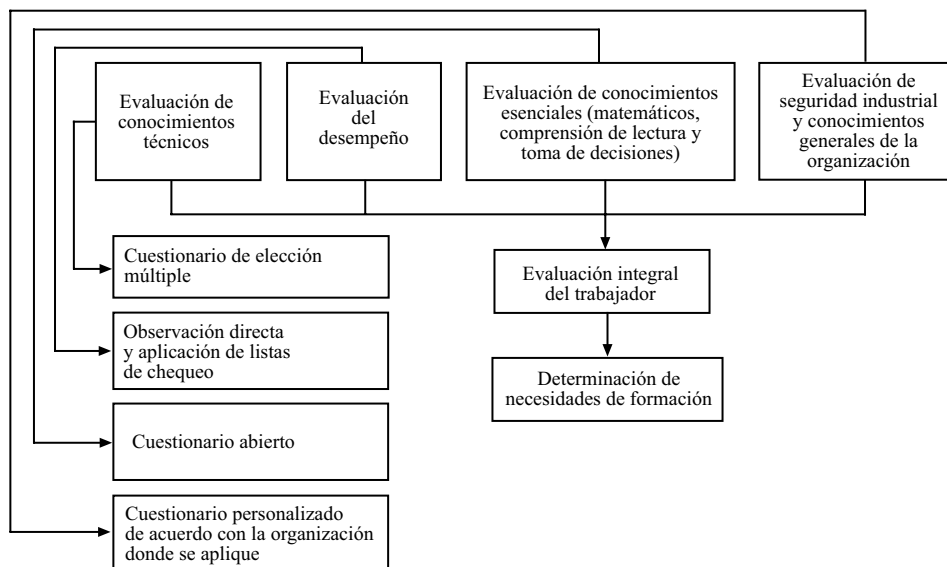 Evaluación de
conocimientos
técnicos
Evaluación
del
desempeño
Evaluación de conocimientos
esenciales (matemáticos,
comprensión de lectura y
toma de decisiones)
Evaluación de
seguridad industrial
y conocimientos
generales de la
organización
Cuestionario de elección
múltiple
Observación directa
y aplicación de listas
de chequeo
Cuestionario abierto
Cuestionario personalizado
de acuerdo con la organización
donde se aplique
Evaluación integral
del trabajador
Determinación de
necesidades de formación